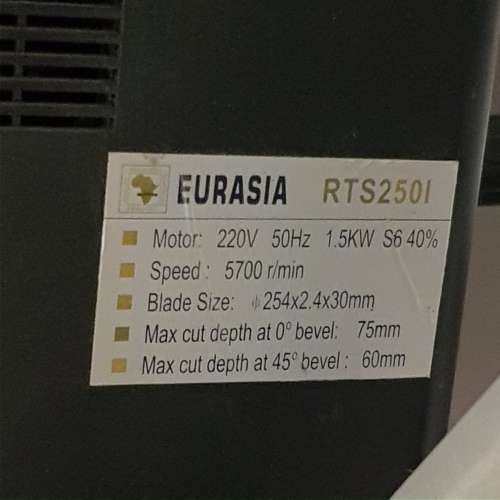 EURASIA RTS250I
Motor: 220V 50Hz 1.5KW S6 40%
Speed : 5700 r/min
Blade Size: ϕ254x2.4x30mm
Max cut depth at 0° bevel: 75mm
Max cut depth at 45° bevel : 60mm